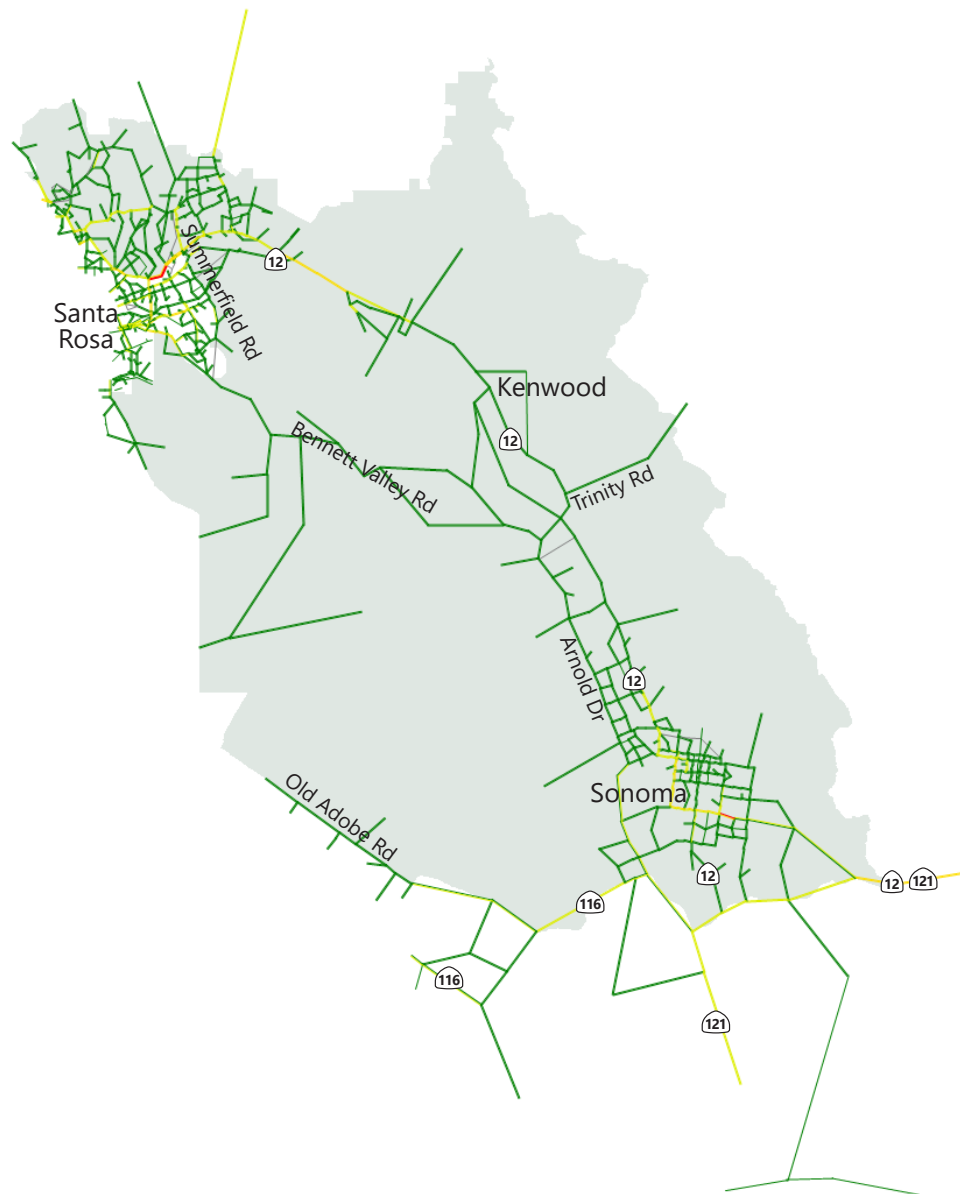 Summerfield Rd
12
Santa
Rosa
Kenwood
12
Bennett Valley Rd
Trinity Rd
Arnold Dr
12
Sonoma
Old Adobe Rd
12
12
121
116
116
121